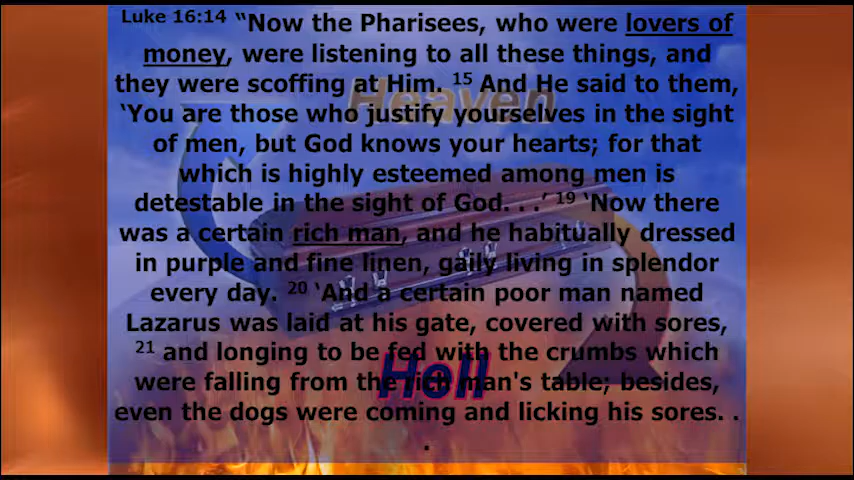 Luke 16:14 "Now the Pharisees, who were lovers of
money, were listening to all these things, and
they were scoffing at Him. 15 And He said to them,
Heaven
'You are those who justify yourselves in the sight
of men, but God knows your hearts; for that
which is highly esteemed among men is
detestable in the sight of God. . .' 19 'Now there
was a certain rich man, and he habitually dressed
in purple and fine linen, gaily living in splendor
every day. 20 'And a certain poor man named
Lazarus was laid at his gate, covered with sores,
21 and longing to be fed with the crumbs which
Hell
were falling from the rich man's table; besides,
even the dogs were coming and licking his sores. .
.